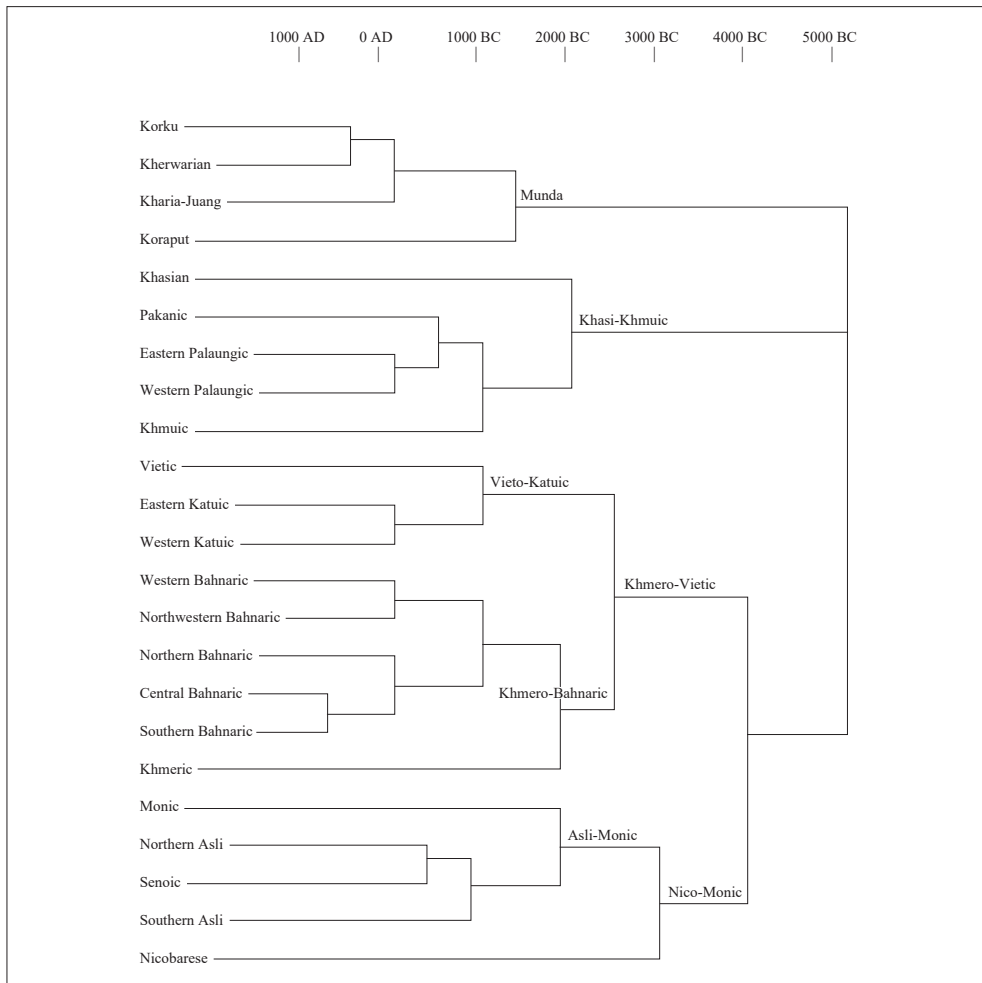 1000 AD 0 AD 1000 BC 2000 BC 3000 BC 4000 BC 5000 BC
Korku
Kherwarian
Munda
Kharia-Juang
Koraput
Khasian
Pakanic
Khasi-Khmuic
Eastern Palaungic
Western Palaungic
Khmuic
Vietic
Vieto-Katuic
Eastern Katuic
Western Katuic
Western Bahnaric
Khmero-Vietic
Northwestern Bahnaric
Northern Bahnaric
Central Bahnaric
Khmero-Bahnaric
Southern Bahnaric
Khmeric
Monic
Asli-Monic
Northern Asli
Senoic
Nico-Monic
Southern Asli
Nicobarese